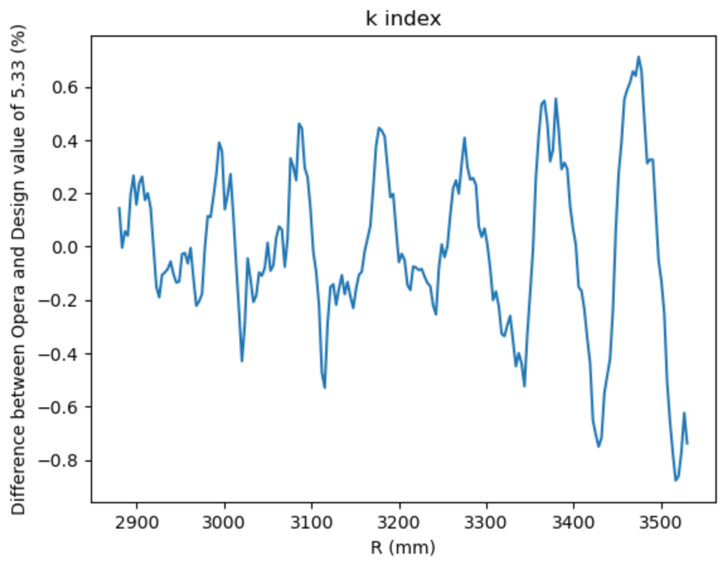 k index
Difference between Opera and Design value of 5.33 (%)
0.6
0.4
0.2
0.0
−0.2
−0.4
−0.6
−0.8
2900 3000 3100 3200 3300 3400 3500
R (mm)